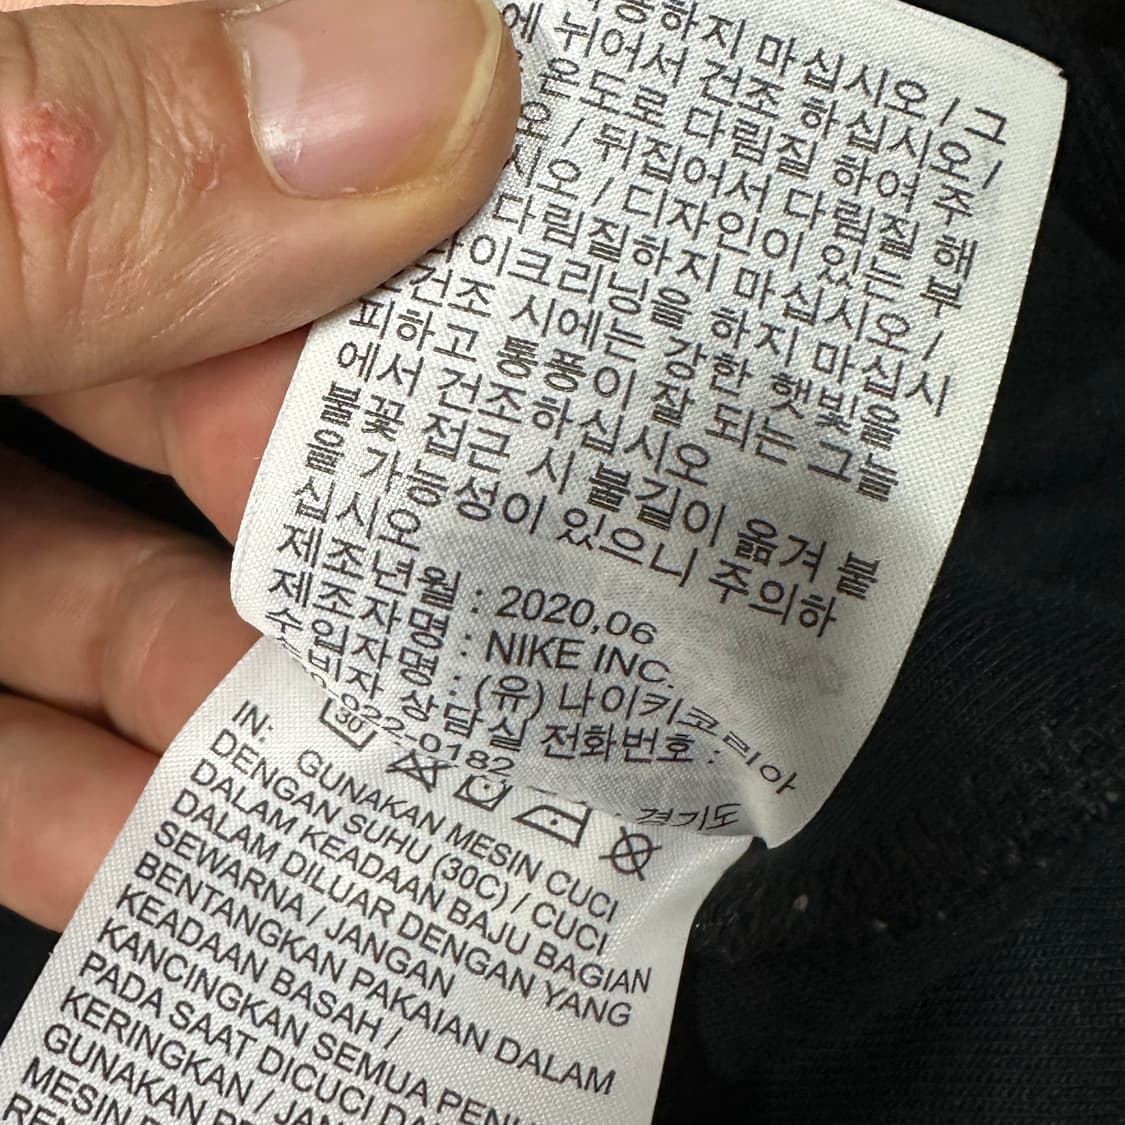 하지 마십시오 / 그
에 뉘어서 건조 하십시오 /
온도로 다림질 하여 주
오 / 뒤집어서 다림질 해
시오 / 디자인이 있는 부
다림질하지 마십시오 /
라이크리닝을 하지 마십시
건조 시에는 강한 햇빛을
피하고 통풍이 잘 되는 그늘
에서 건조하십시오
불꽃 접근 시 불길이 옮겨 붙
을 가능성이 있으니 주의하
십시오
제조년월 : 2020.06
제조자명 : NIKE INC.
수입자명 : (유) 나이키코리아
상담실 전화번호 :
022-0182
경기도
30
IN: GUNAKAN MESIN CUCI
DENGAN SUHU (30C) / CUCI
DALAM KEADAAN BAJU BAGIAN
DALAM DILUAR DENGAN YANG
SEWARNA / JANGAN
BENTANGKAN PAKAIAN DALAM
KEADAAN BASAH /
KANCINGKAN SEMUA
PADA SAAT DICUCI
KERINGKAN /
GUNAKAN
MESIN